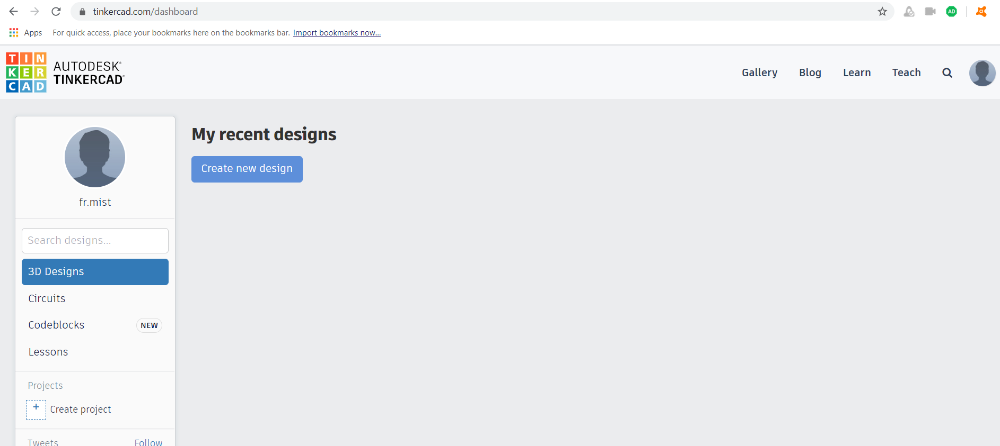 tinkercad.com/dashboard
AD
Apps
For quick access, place your bookmarks here on the bookmarks bar. Import bookmarks now...
TIN
KER
CAD
AUTODESK®
TINKERCAD®
Gallery
Blog
Learn
Teach
fr.mist
Search designs...
3D Designs
Circuits
Codeblocks
NEW
Lessons
Projects
+ Create project
Tweets
Follow
My recent designs
Create new design